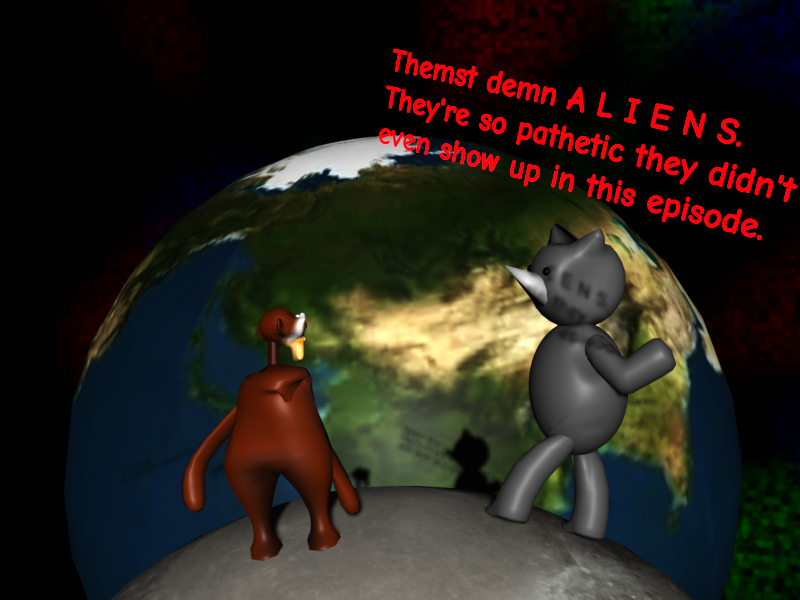 Themst demn A L I E N S.
They're so pathetic they didn't
even show up in this episode.